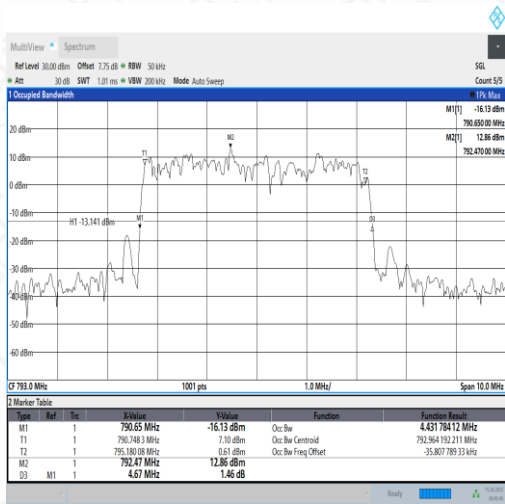 MultiView Spectrum
Ref Level 30.00 dBm Offset 7.75 dB RBW 50 kHz SGL
Att 30 dB SWT 1.01 ms VBW 200 kHz Mode Auto Sweep Count 5/5
1 Occupied Bandwidth 1Pk Max
M1[1] -16.13 dBm
790.65000 MHz
M2[1] 12.86 dBm
792.47000 MHz
20 dBm
M2
T1
10 dBm
T2
0 dBm
-10 dBm
H1 -13.141 dBm M1 D3
-20 dBm
-30 dBm
-40 dBm
-50 dBm
-60 dBm
CF 793.0 MHz 1001 pts 1.0 MHz/ Span 10.0 MHz
2 Marker Table
Type Ref Trc X-Value Y-Value Function Function Result
M1 1 790.65 MHz -16.13 dBm Occ Bw 4.431 784 12 MHz
T1 1 790.748 3 MHz 7.10 dBm Occ Bw Centroid 792.964 192 211 MHz
T2 1 795.180 08 MHz 0.61 dBm Occ Bw Freq Offset -35.807 789 33 kHz
M2 1 792.47 MHz 12.86 dBm
D3 M1 1 4.67 MHz 1.46 dB
Ready